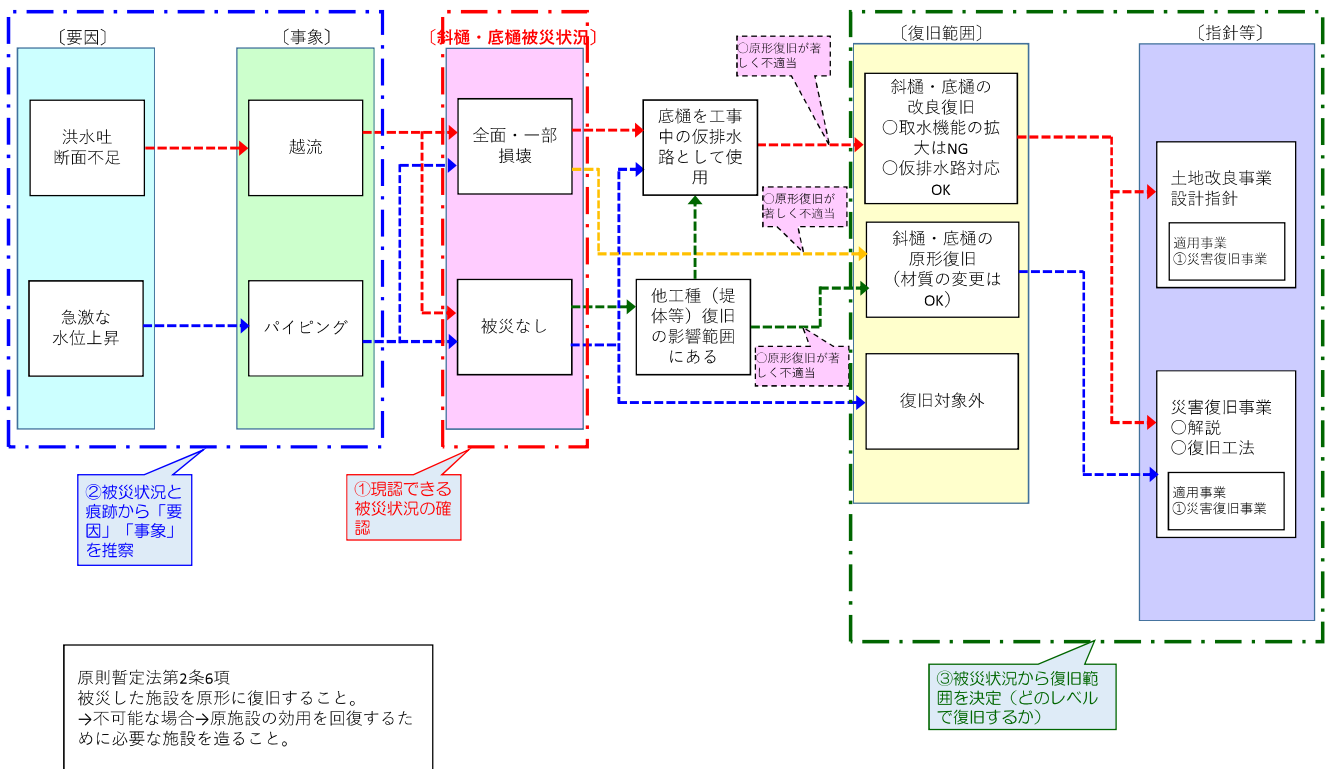 〔要因〕
洪水吐
断面不足
急激な
水位上昇
〔事象〕
越流
パイピング
〔斜樋・底樋被災状況〕
全面・一部
損壊
被災なし
底樋を工事
中の仮排水
路として使
用
他工種（堤
体等）復旧
の影響範囲
にある
〇原形復旧が著
しく不適当
〇原形復旧が
著しく不適当
〇原形復旧が著
しく不適当
〔復旧範囲〕
斜樋・底樋の
改良復旧
〇取水機能の拡
大はNG
〇仮排水路対応
OK
斜樋・底樋の
原形復旧
（材質の変更は
OK）
復旧対象外
〔指針等〕
土地改良事業
設計指針
適用事業
①災害復旧事業
災害復旧事業
〇解説
〇復旧工法
適用事業
①災害復旧事業
②被災状況と
痕跡から「要
因」「事象」
を推察
①現認できる
被災状況の確
認
③被災状況から復旧範
囲を決定（どのレベル
で復旧するか）
原則暫定法第2条6項
被災した施設を原形に復旧すること。
→不可能な場合→原施設の効用を回復するた
めに必要な施設を造ること。